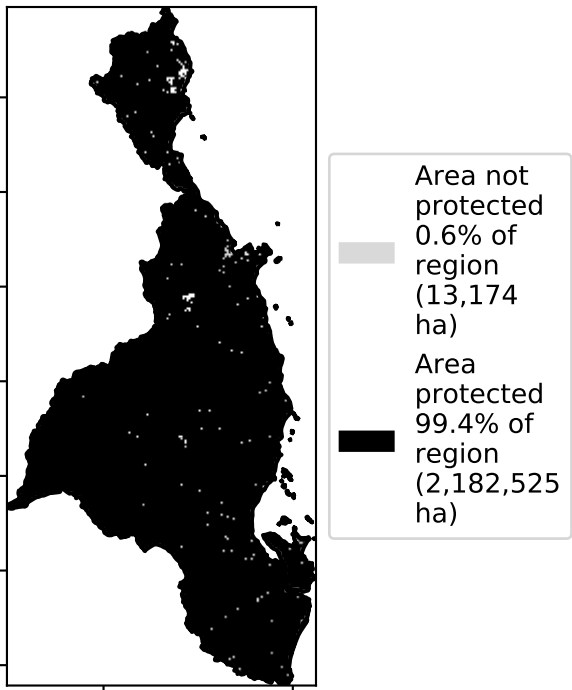 Area not
protected
0.6% of
region
(13,174
ha)
Area
protected
99.4% of
region
(2,182,525
ha)